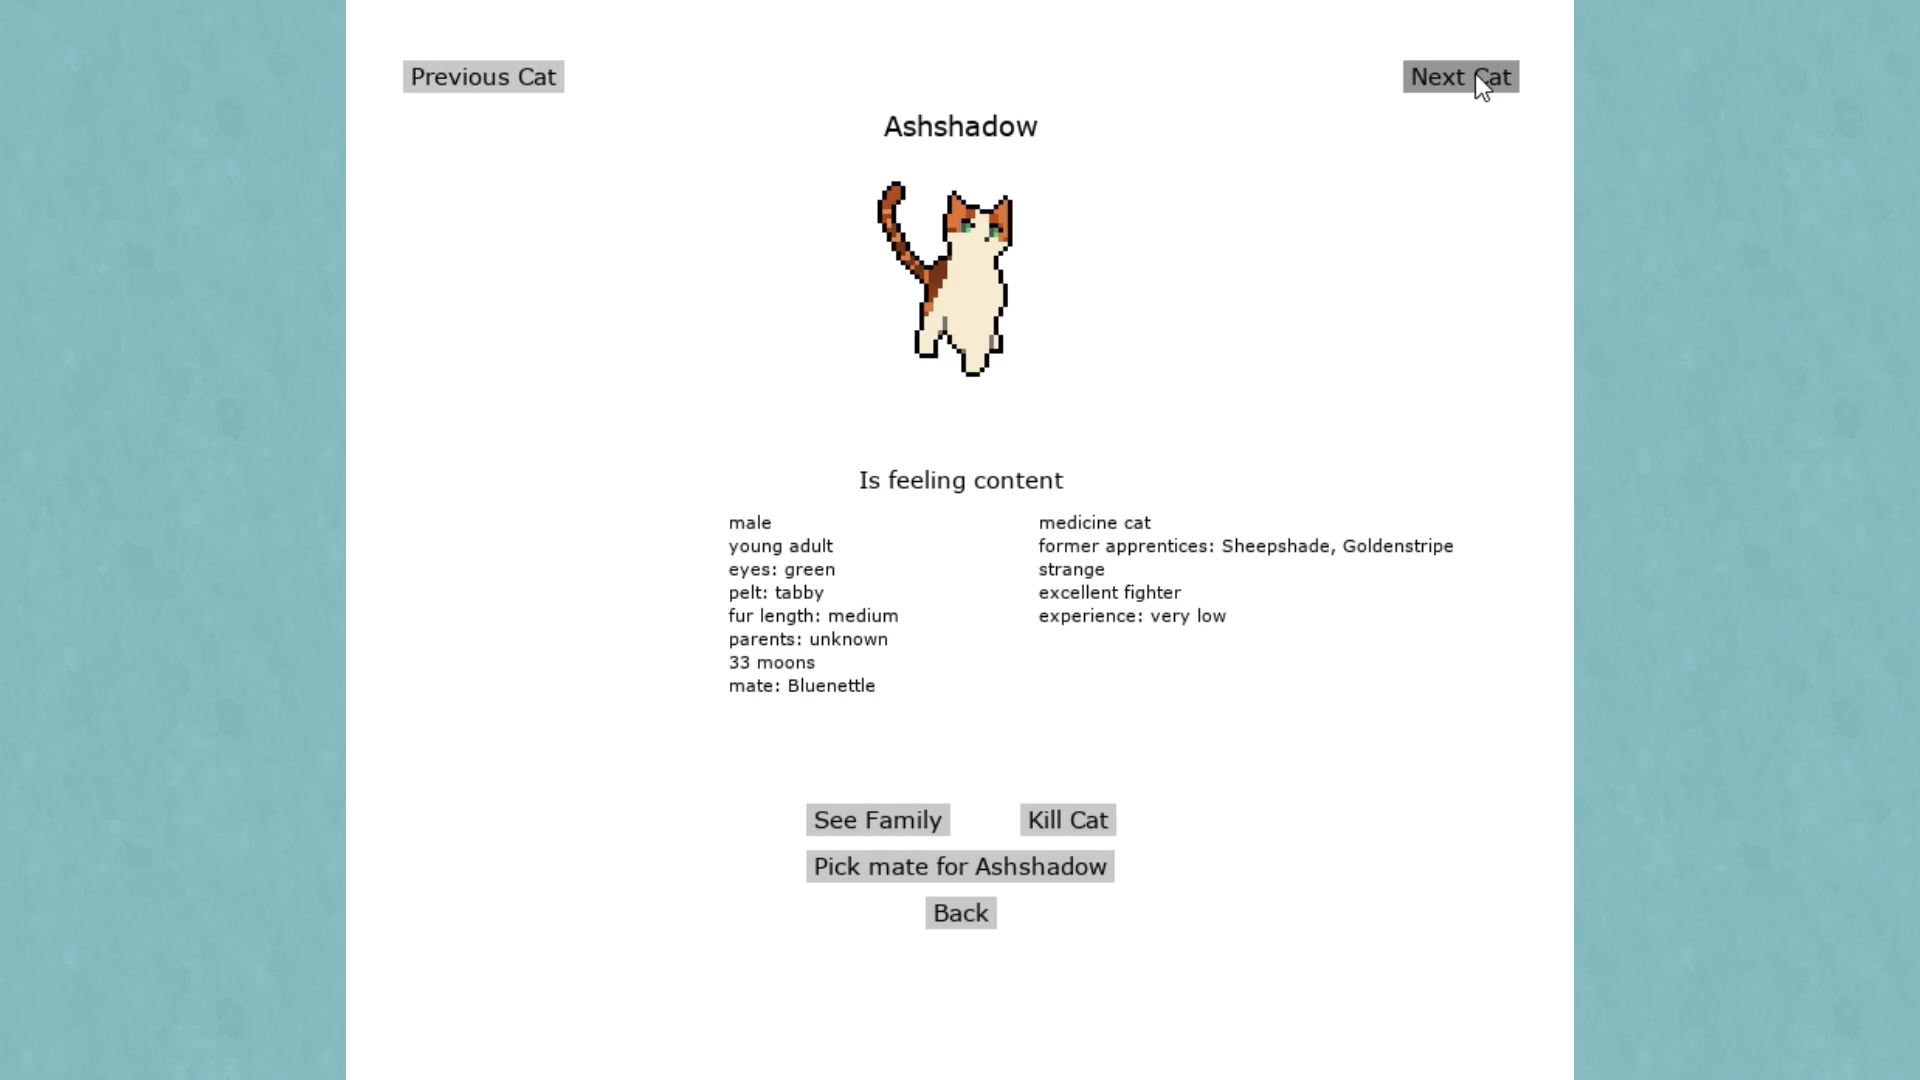 Previous Cat
Next Cat
Ashshadow
Is feeling content
male
young adult
eyes: green
pelt: tabby
fur length: medium
parents: unknown
33 moons
mate: Bluenettle
medicine cat
former apprentices: Sheepshade, Goldenstripe
strange
excellent fighter
experience: very low
See Family
Kill Cat
Pick mate for Ashshadow
Back